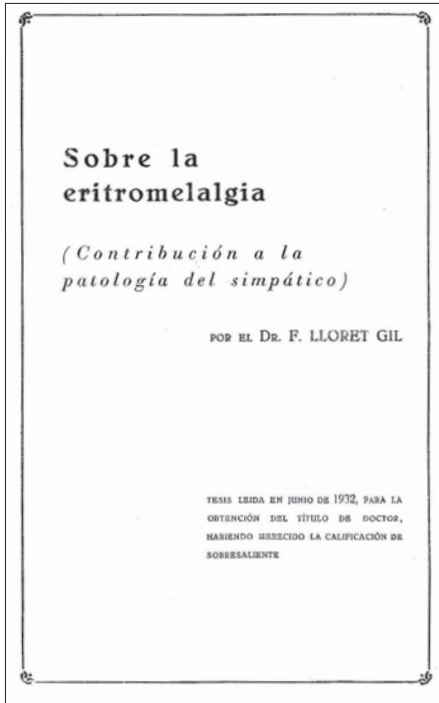 Sobre la
eritromelalgia
(Contribución a la
patología del simpático)
POR EL DR. F. LLORET GIL
TESIS LEIDA EN JUNIO DE 1932, PARA LA
OBTENCIÓN DEL TÍTULO DE DOCTOR,
HABIENDO MERECIDO LA CALIFICACIÓN DE
SOBRESALIENTE